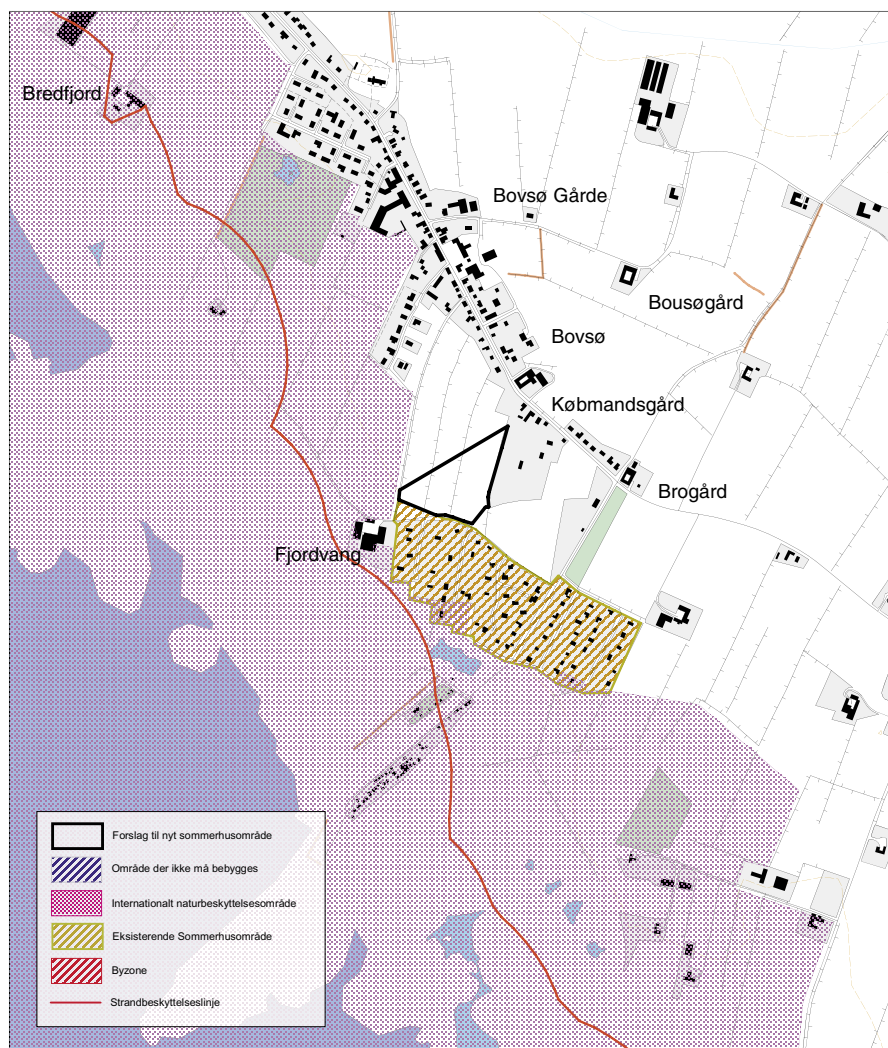 Bredfjord
Bovsø Gårde
Bousøgård
Bovsø
Købmandsgård
Brogård
Fjordvang
Forslag til nyt sommerhusområde
Område der ikke må bebygges
Internationalt naturbeskyttelsesområde
Eksisterende Sommerhusområde
Byzone
Strandbeskyttelseslinje